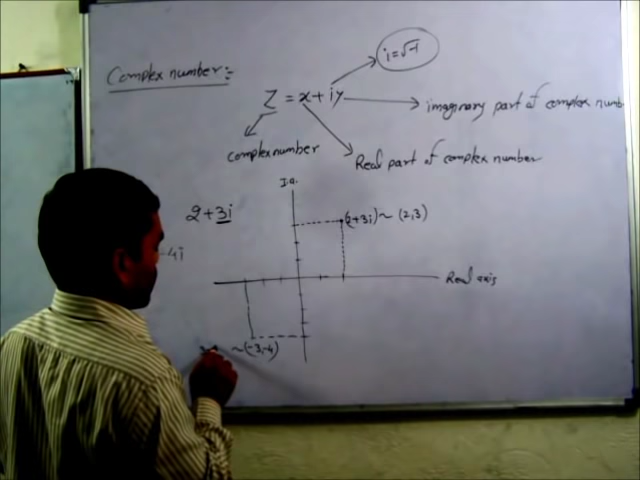 Complex number:=
i=√-1
Z = x + iy
imaginary part of complex numb
complex number
Real part of complex number
I.a.
2+3i
(2+3i) ~ (2,3)
-4i
Real axis
~(-3,-4)